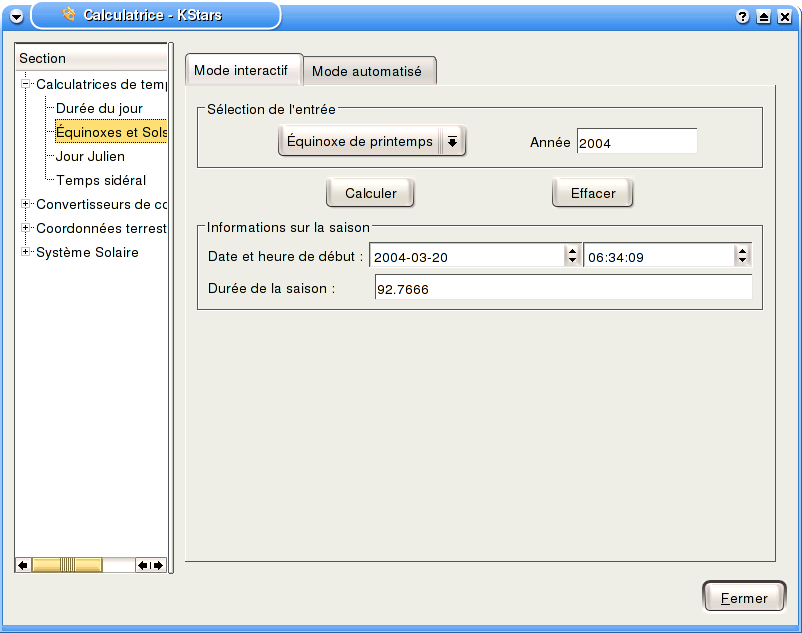 Calculatrice - KStars
Section
Calculatrices de temp
Durée du jour
Équinoxes et Sols
Jour Julien
Temps sidéral
Convertisseurs de co
Coordonnées terrest
Système Solaire
Mode interactif
Mode automatisé
Sélection de l'entrée
Équinoxe de printemps
Année 2004
Calculer
Effacer
Informations sur la saison
Date et heure de début : 2004-03-20 06:34:09
Durée de la saison : 92.7666
Fermer